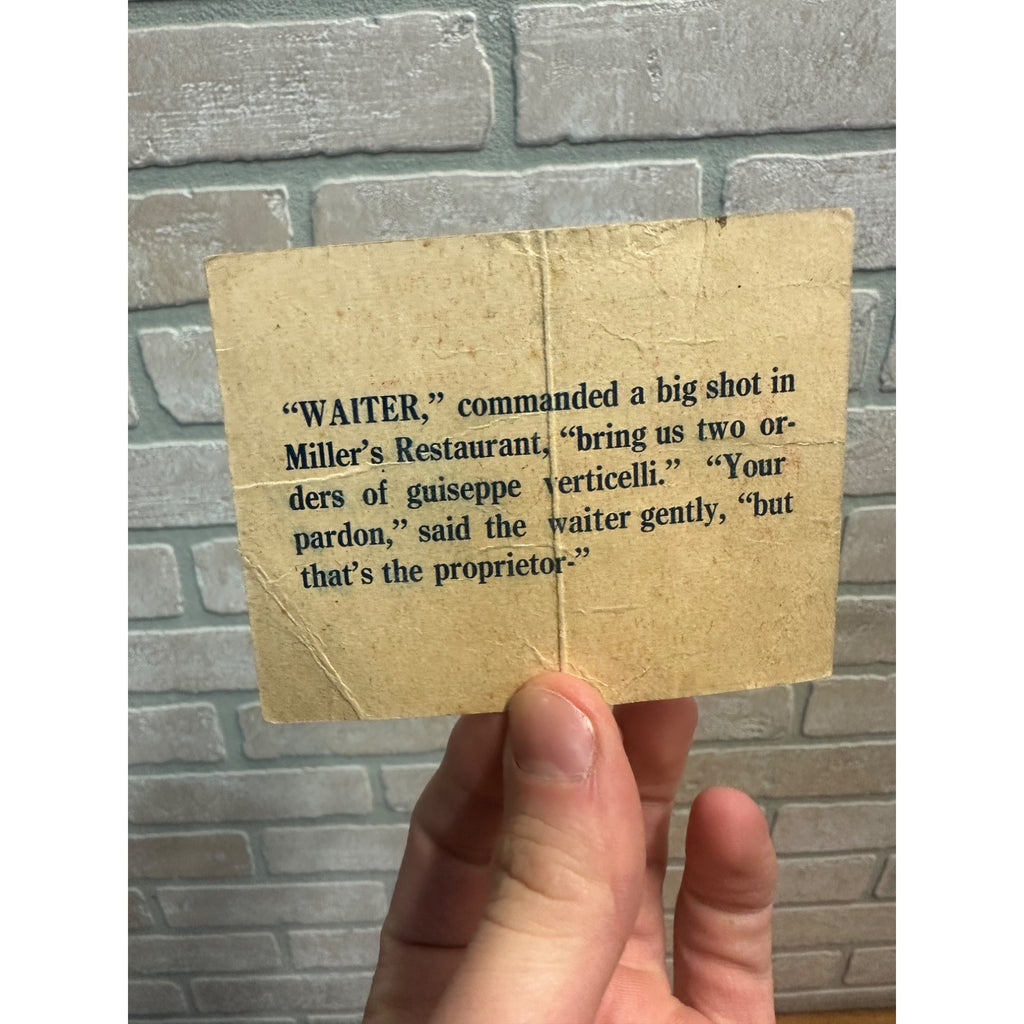 “WAITER,” commanded a big shot in
Miller’s Restaurant, “bring us two or-
ders of guiseppe verticelli.” “Your
pardon,” said the waiter gently, “but
that’s the proprietor-”